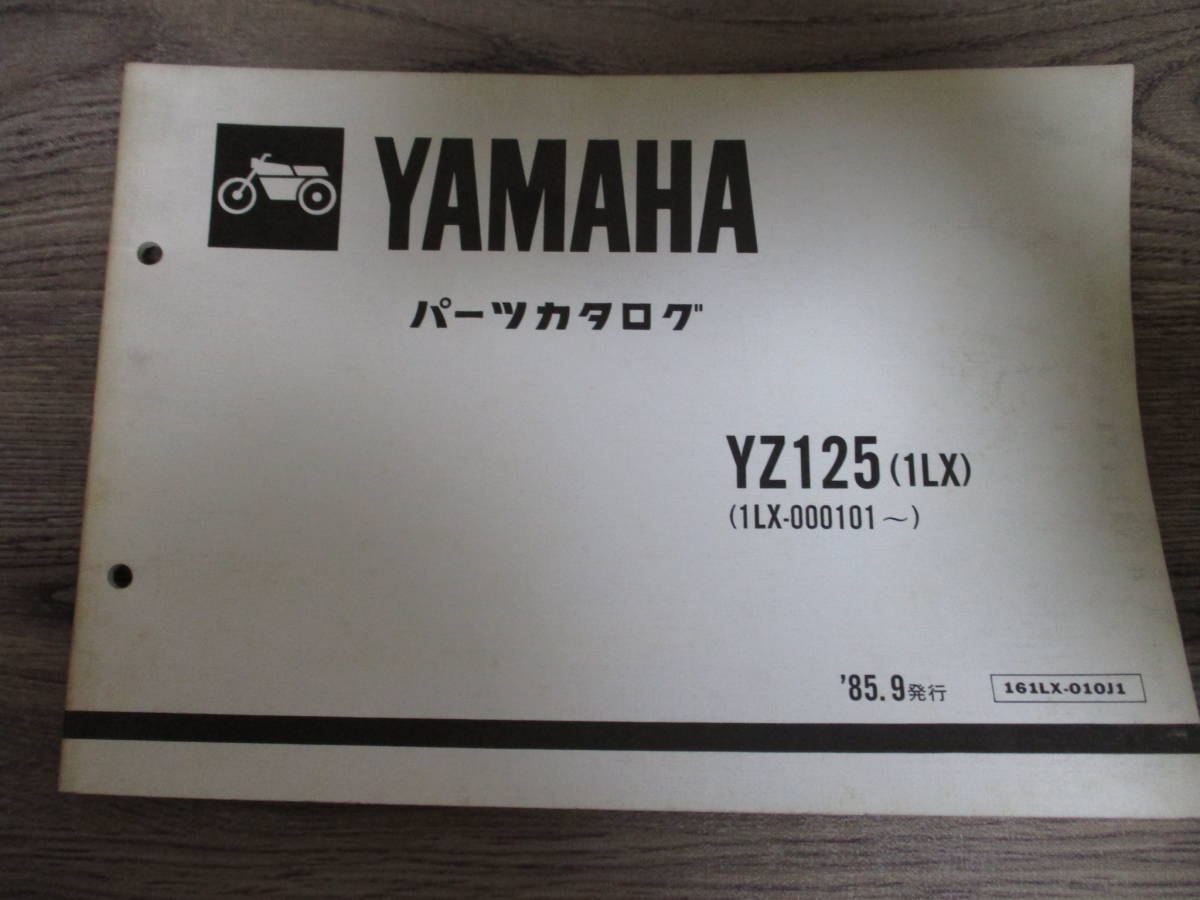 YAMAHA
パーツカタログ
YZ125 (1LX)
(1LX-000101～)
'85.9発行
161LX-010J1